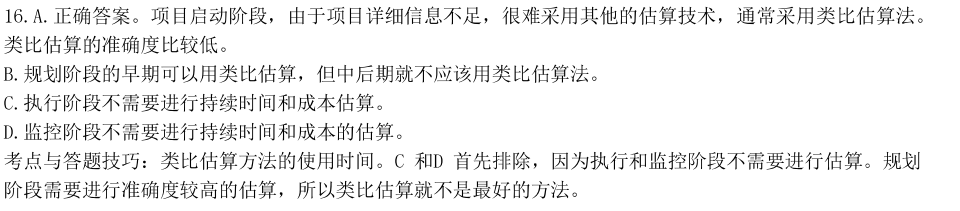 16.A.正确答案。项目启动阶段，由于项目详细信息不足，很难采用其他的估算技术，通常采用类比估算法。
类比估算的准确度比较低。
B.规划阶段的早期可以用类比估算，但中后期就不应该用类比估算法。
C.执行阶段不需要进行持续时间和成本估算。
D.监控阶段不需要进行持续时间和成本的估算。
考点与答题技巧：类比估算方法的使用时间。C 和D 首先排除，因为执行和监控阶段不需要进行估算。规划
阶段需要进行准确度较高的估算，所以类比估算就不是最好的方法。